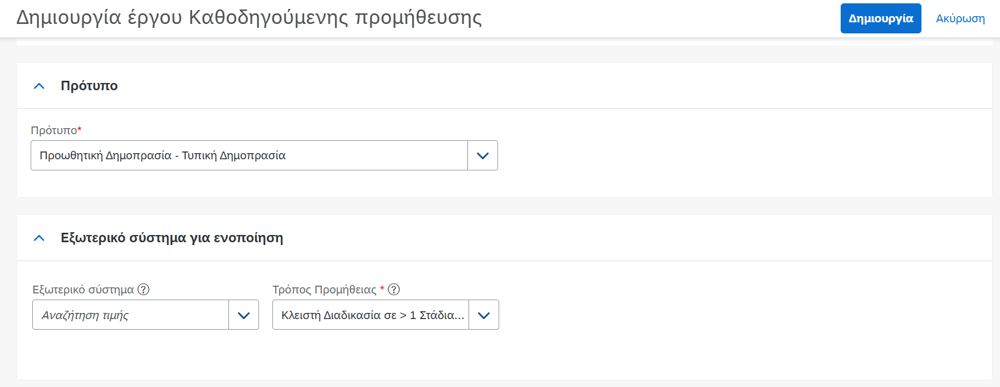 Δημιουργία έργου Καθοδηγούμενης προμήθευσης
Δημιουργία
Ακύρωση
Πρότυπο
Πρότυπο*
Προωθητική Δημοπρασία - Τυπική Δημοπρασία
Εξωτερικό σύστημα για ενοποίηση
Εξωτερικό σύστημα ?
Τρόπος Προμήθειας * ?
Αναζήτηση τιμής
Κλειστή Διαδικασία σε > 1 Στάδια...